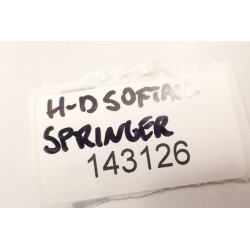 H-D SOFTAIL
SPRINGER
143126